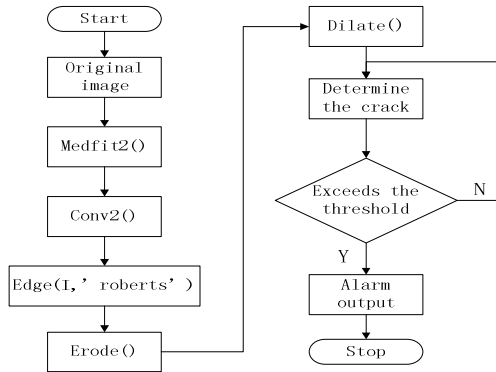 Start
Original
image
Medfit2()
Conv2()
Edge(I,’ roberts’ )
Erode()
Dilate()
Determine
the crack
Exceeds the
threshold
N
Y
Alarm
output
Stop